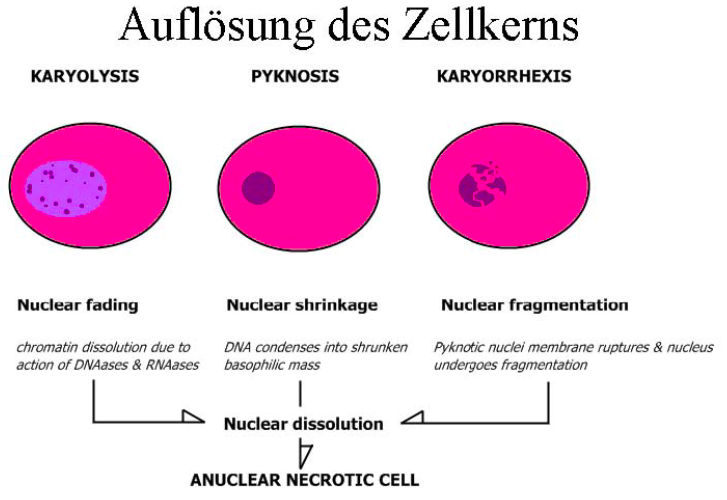 Auflösung des Zellkerns
KARYOLYSIS
PYKNOSIS
KARYORRHEXIS
Nuclear fading
Nuclear shrinkage
Nuclear fragmentation
chromatin dissolution due to
action of DNAases & RNAases
DNA condenses into shrunken
basophilic mass
Pyknotic nuclei membrane ruptures & nucleus
undergoes fragmentation
Nuclear dissolution
ANUCLEAR NECROTIC CELL